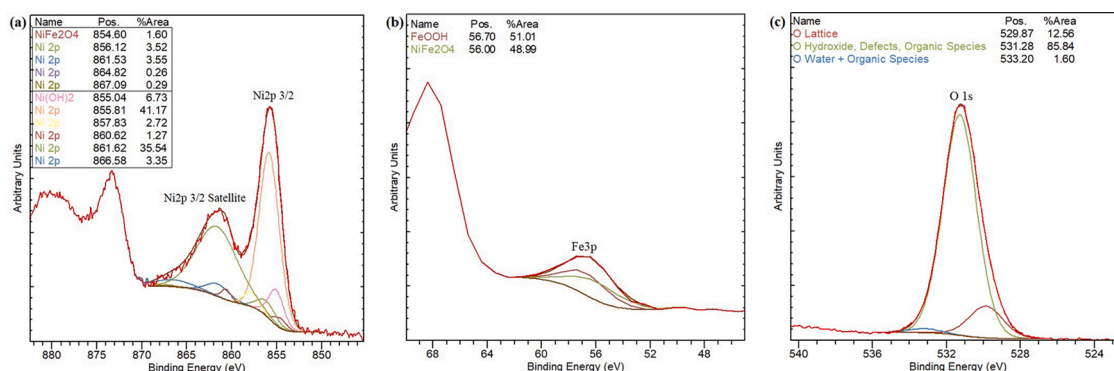 (a)
Name Pos. %Area
NiFe2O4 854.60 1.60
Ni 2p 856.12 3.52
Ni 2p 861.53 3.55
Ni 2p 864.82 0.26
Ni 2p 867.09 0.29
Ni(OH)2 855.04 6.73
Ni 2p 855.81 41.17
Ni 2p 857.83 2.72
Ni 2p 860.62 1.27
Ni 2p 861.62 35.54
Ni 2p 866.58 3.35
Ni2p 3/2
Ni2p 3/2 Satellite
Arbitrary Units
880 875 870 865 860 855 850
Binding Energy (eV)
(b)
Name Pos. %Area
FeOOH 56.70 51.01
NiFe2O4 56.00 48.99
Fe3p
Arbitrary Units
68 64 60 56 52 48
Binding Energy (eV)
(c)
Name Pos. %Area
O Lattice 529.87 12.56
O Hydroxide, Defects, Organic Species 531.28 85.84
O Water + Organic Species 533.20 1.60
O 1s
Arbitrary Units
540 536 532 528 524
Binding Energy (eV)